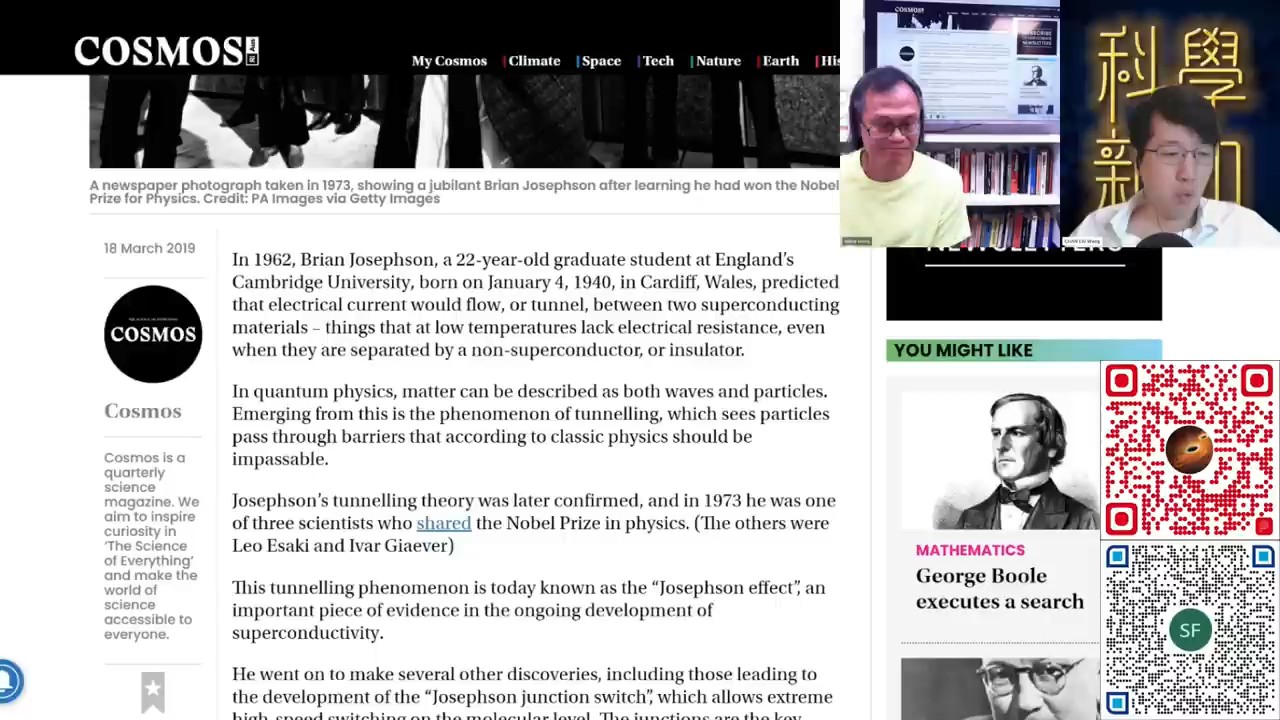 COSMOS
My Cosmos
Climate
Space
Tech
Nature
Earth
His
A newspaper photograph taken in 1973, showing a jubilant Brian Josephson after learning he had won the Nobel
Prize for Physics. Credit: PA Images via Getty Images
18 March 2019
COSMOS
Cosmos
Cosmos is a
quarterly
science
magazine. We
aim to inspire
curiosity in
‘The Science
of Everything’
and make the
world of
science
accessible to
everyone.
In 1962, Brian Josephson, a 22-year-old graduate student at England’s
Cambridge University, born on January 4, 1940, in Cardiff, Wales, predicted
that electrical current would flow, or tunnel, between two superconducting
materials – things that at low temperatures lack electrical resistance, even
when they are separated by a non-superconductor, or insulator.
In quantum physics, matter can be described as both waves and particles.
Emerging from this is the phenomenon of tunnelling, which sees particles
pass through barriers that according to classic physics should be
impassable.
Josephson’s tunnelling theory was later confirmed, and in 1973 he was one
of three scientists who shared the Nobel Prize in physics. (The others were
Leo Esaki and Ivar Giaever)
This tunnelling phenomenon is today known as the “Josephson effect”, an
important piece of evidence in the ongoing development of
superconductivity.
He went on to make several other discoveries, including those leading to
the development of the “Josephson junction switch”, which allows extreme
high-speed switching on
The junctions are the key
科學
新
NEWSLETTERS
YOU MIGHT LIKE
MATHEMATICS
George Boole
executes a search
SF